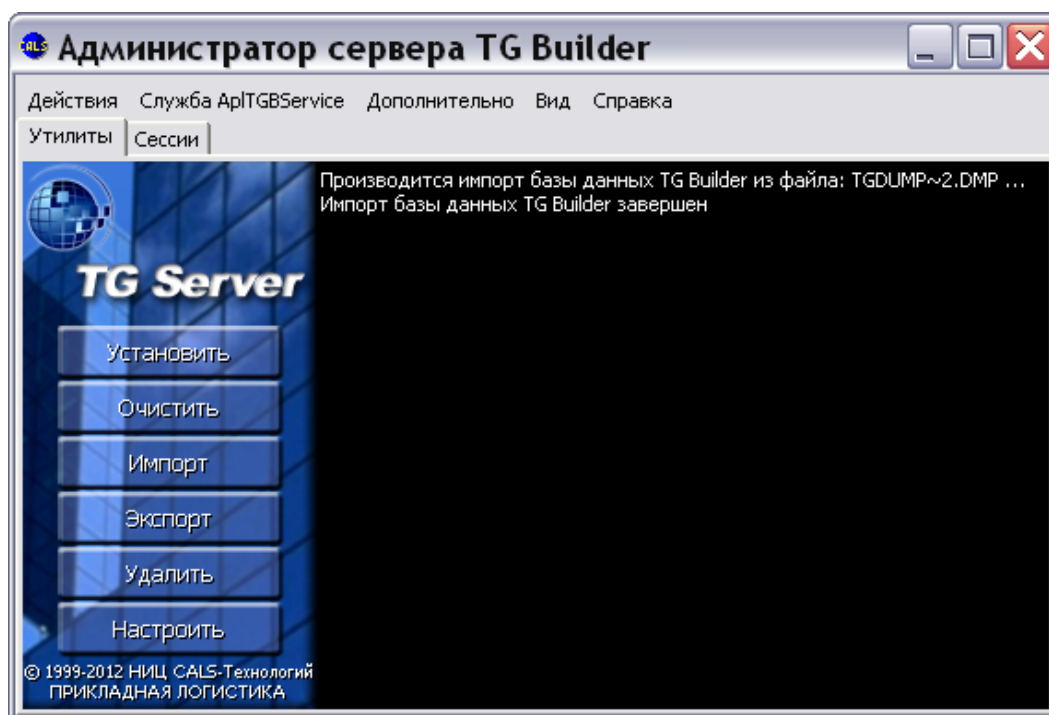 CALS Администратор сервера TG Builder
Действия Служба AplTGBService Дополнительно Вид Справка
Утилиты Сессии
Производится импорт базы данных TG Builder из файла: TGDUMP~2.DMP ...
Импорт базы данных TG Builder завершен
TG Server
Установить
Очистить
Импорт
Экспорт
Удалить
Настроить
© 1999-2012 НИЦ CALS-Технологий
ПРИКЛАДНАЯ ЛОГИСТИКА